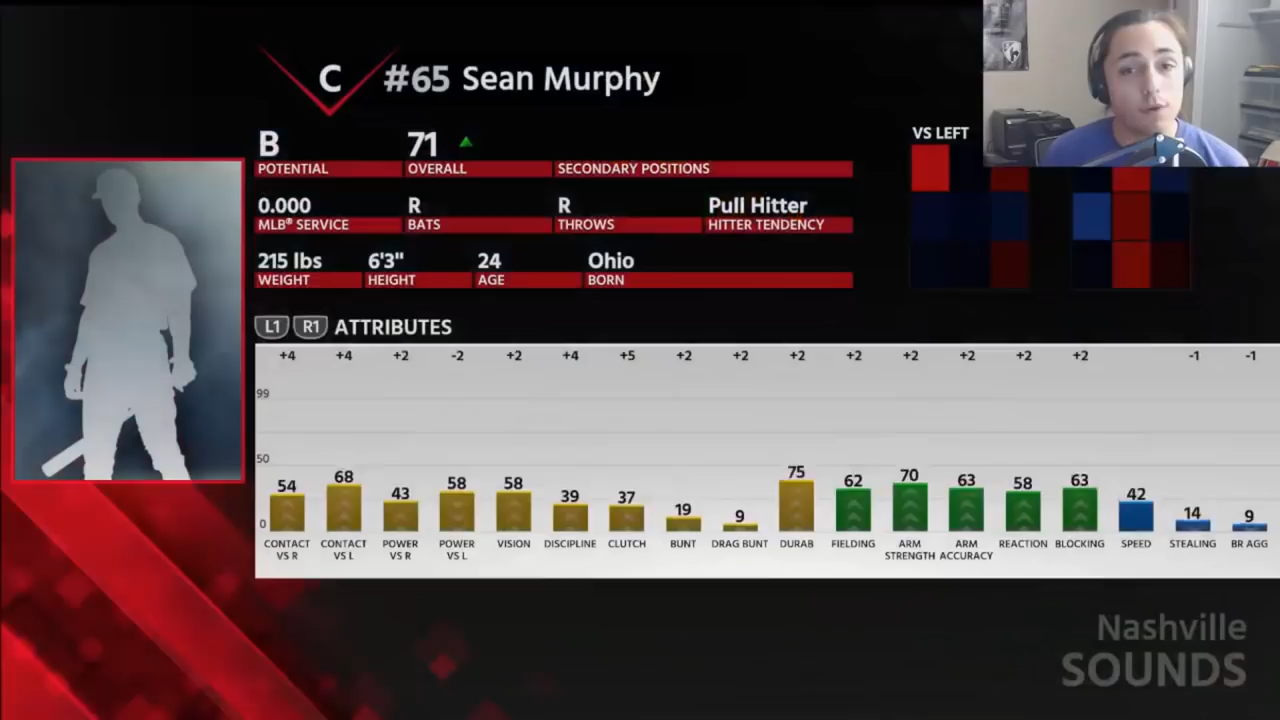 C #65 Sean Murphy
B 71
POTENTIAL OVERALL SECONDARY POSITIONS
0.000 R R Pull Hitter
MLB® SERVICE BATS THROWS HITTER TENDENCY
215 lbs 6'3" 24 Ohio
WEIGHT HEIGHT AGE BORN
VS LEFT
L1 R1 ATTRIBUTES
+4 +4 +2 -2 +2 +4 +5 +2 +2 +2 +2 +2 +2 +2 +2 -1 -1
99
50
0
54 68 43 58 58 39 37 19 9 75 62 70 63 58 63 42 14 9
CONTACT VS R CONTACT VS L POWER VS R POWER VS L VISION DISCIPLINE CLUTCH BUNT DRAG BUNT DURAB FIELDING ARM STRENGTH ARM ACCURACY REACTION BLOCKING SPEED STEALING BR AGG
Nashville
SOUNDS